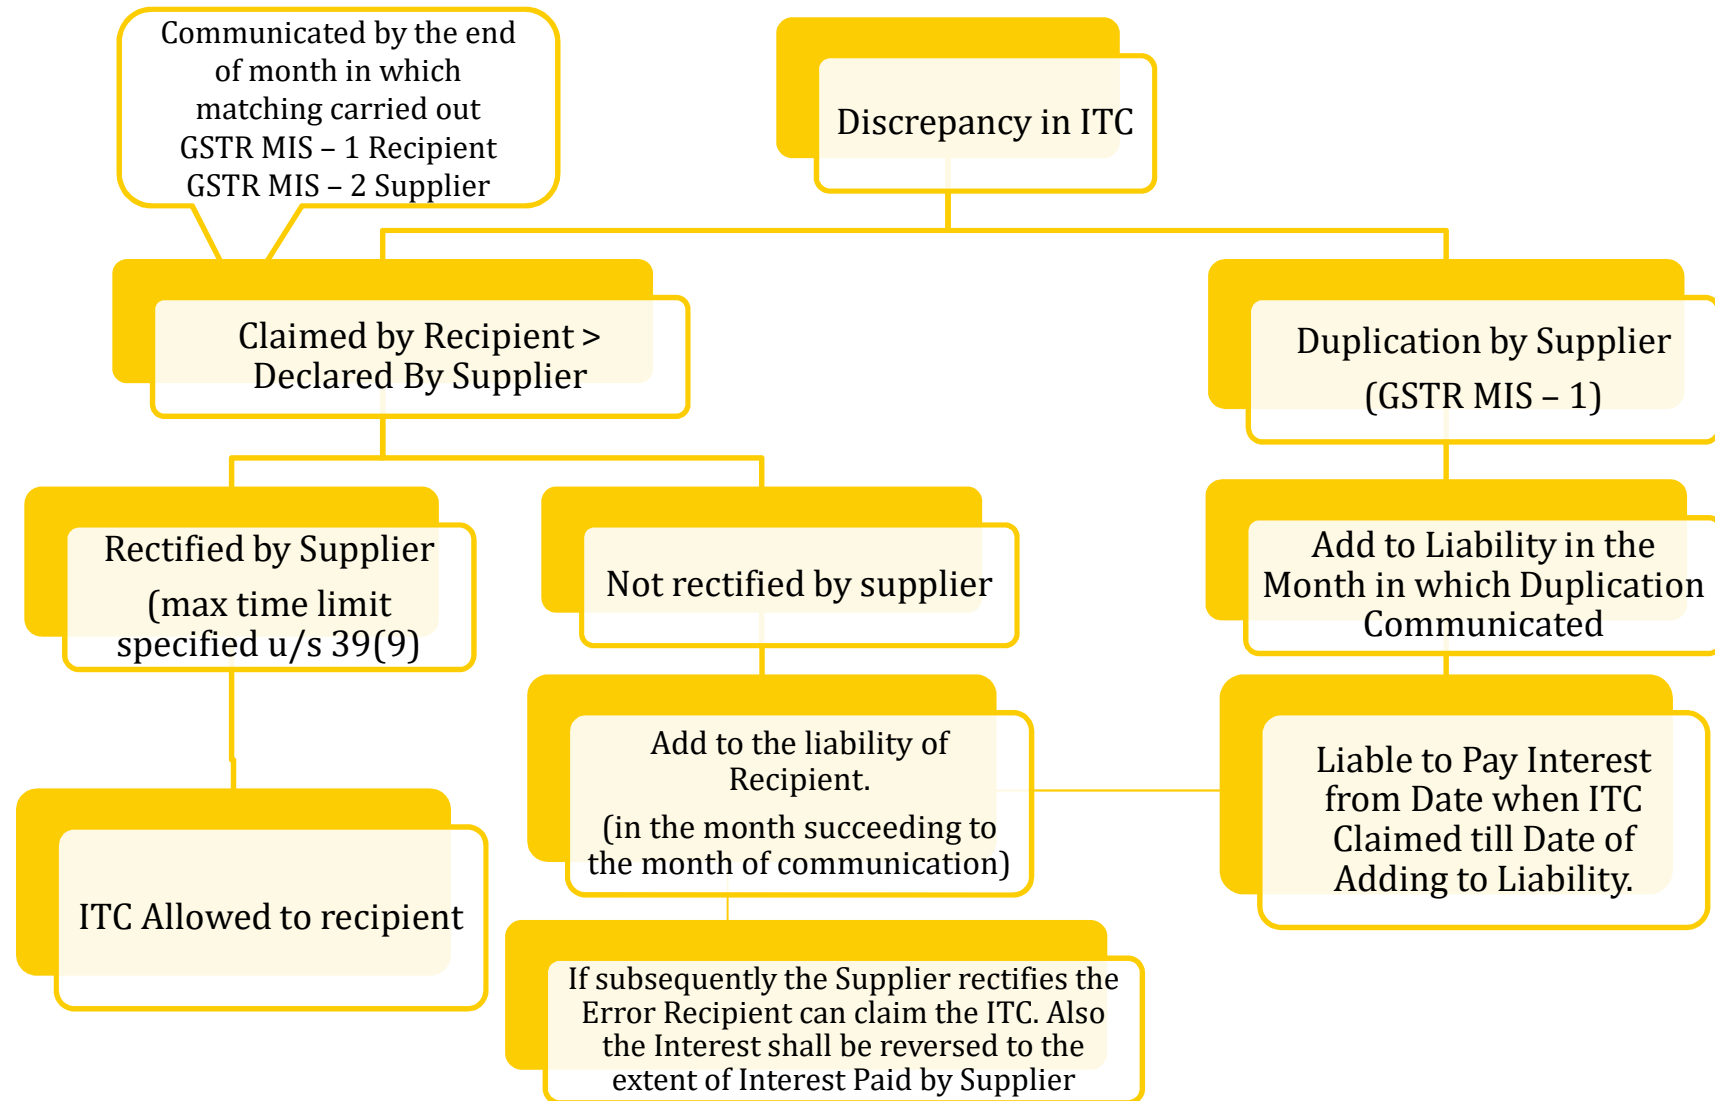 Communicated by the end
of month in which
matching carried out
GSTR MIS – 1 Recipient
GSTR MIS – 2 Supplier
Discrepancy in ITC
Claimed by Recipient >
Declared By Supplier
Duplication by Supplier
(GSTR MIS – 1)
Rectified by Supplier
(max time limit
specified u/s 39(9)
Not rectified by supplier
Add to Liability in the
Month in which Duplication
Communicated
ITC Allowed to recipient
Add to the liability of
Recipient.
(in the month succeeding to
the month of communication)
Liable to Pay Interest
from Date when ITC
Claimed till Date of
Adding to Liability.
If subsequently the Supplier rectifies the
Error Recipient can claim the ITC. Also
the Interest shall be reversed to the
extent of Interest Paid by Supplier